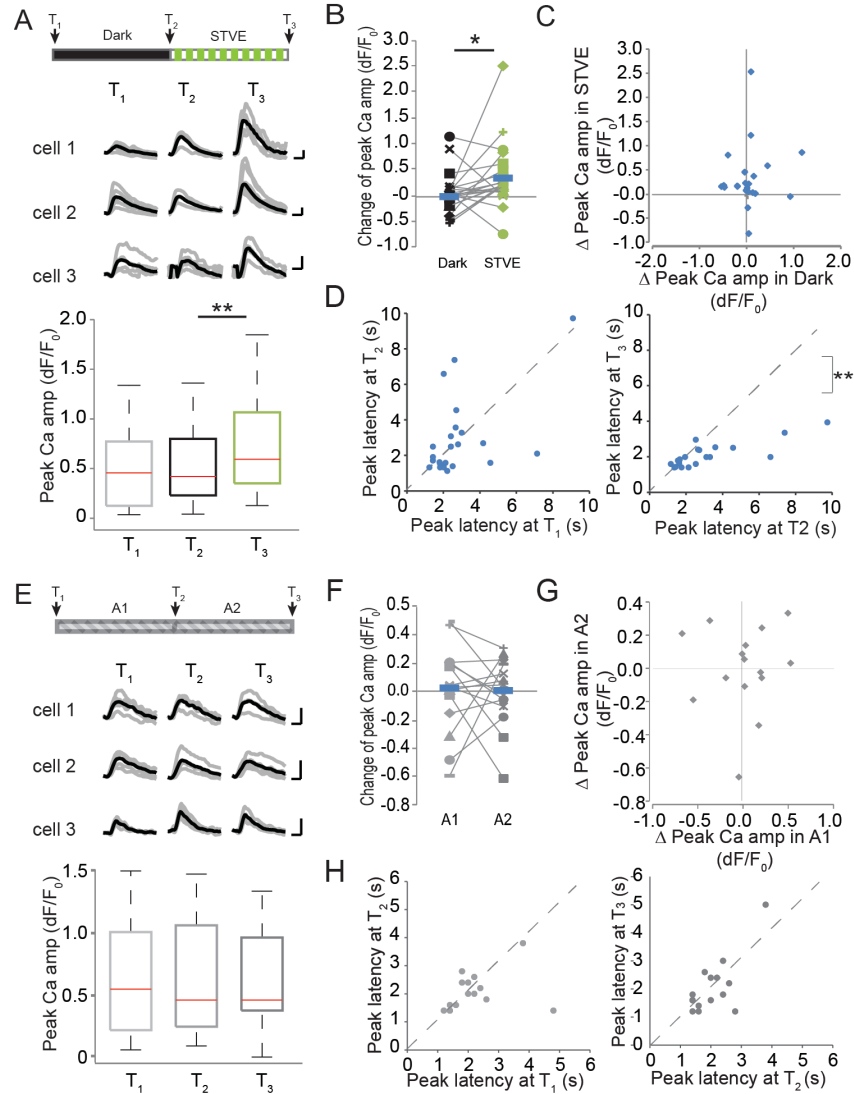 A
T1 T2 T3
Dark STVE
T1 T2 T3
cell 1
cell 2
cell 3
Peak Ca amp (dF/F0)
2.0
1.5
1.0
0.5
0
**
T1 T2 T3
B
Change of peak Ca amp (dF/F0)
3.0
2.5
2.0
1.5
1.0
0.5
-0
-0.5
-1.0
*
Dark STVE
C
Δ Peak Ca amp in STVE
(dF/F0)
3.0
2.5
2.0
1.5
1.0
0.5
-0.0
-0.5
-1.0
-2.0 -1.0 0.0 1.0 2.0
Δ Peak Ca amp in Dark
(dF/F0)
D
Peak latency at T2 (s)
10
8
6
4
2
0
0 2 4 6 8 10
Peak latency at T1 (s)
Peak latency at T3 (s)
10
8
6
4
2
0
0 2 4 6 8 10
Peak latency at T2 (s)
**
E
T1 T2 T3
A1 A2
T1 T2 T3
cell 1
cell 2
cell 3
Peak Ca amp (dF/F0)
1.5
1.0
0.5
0
T1 T2 T3
F
Change of peak Ca amp (dF/F0)
0.5
0.4
0.2
0.0
-0.2
-0.4
-0.6
-0.8
A1 A2
G
Δ Peak Ca amp in A2
(dF/F0)
0.4
0.2
0.0
-0.2
-0.4
-0.6
-0.8
-1.0 -0.5 0.0 0.5 1.0
Δ Peak Ca amp in A1
(dF/F0)
H
Peak latency at T2 (s)
6
5
4
3
2
1
0
0 1 2 3 4 5 6
Peak latency at T1 (s)
Peak latency at T3 (s)
6
5
4
3
2
1
0
0 1 2 3 4 5 6
Peak latency at T2 (s)